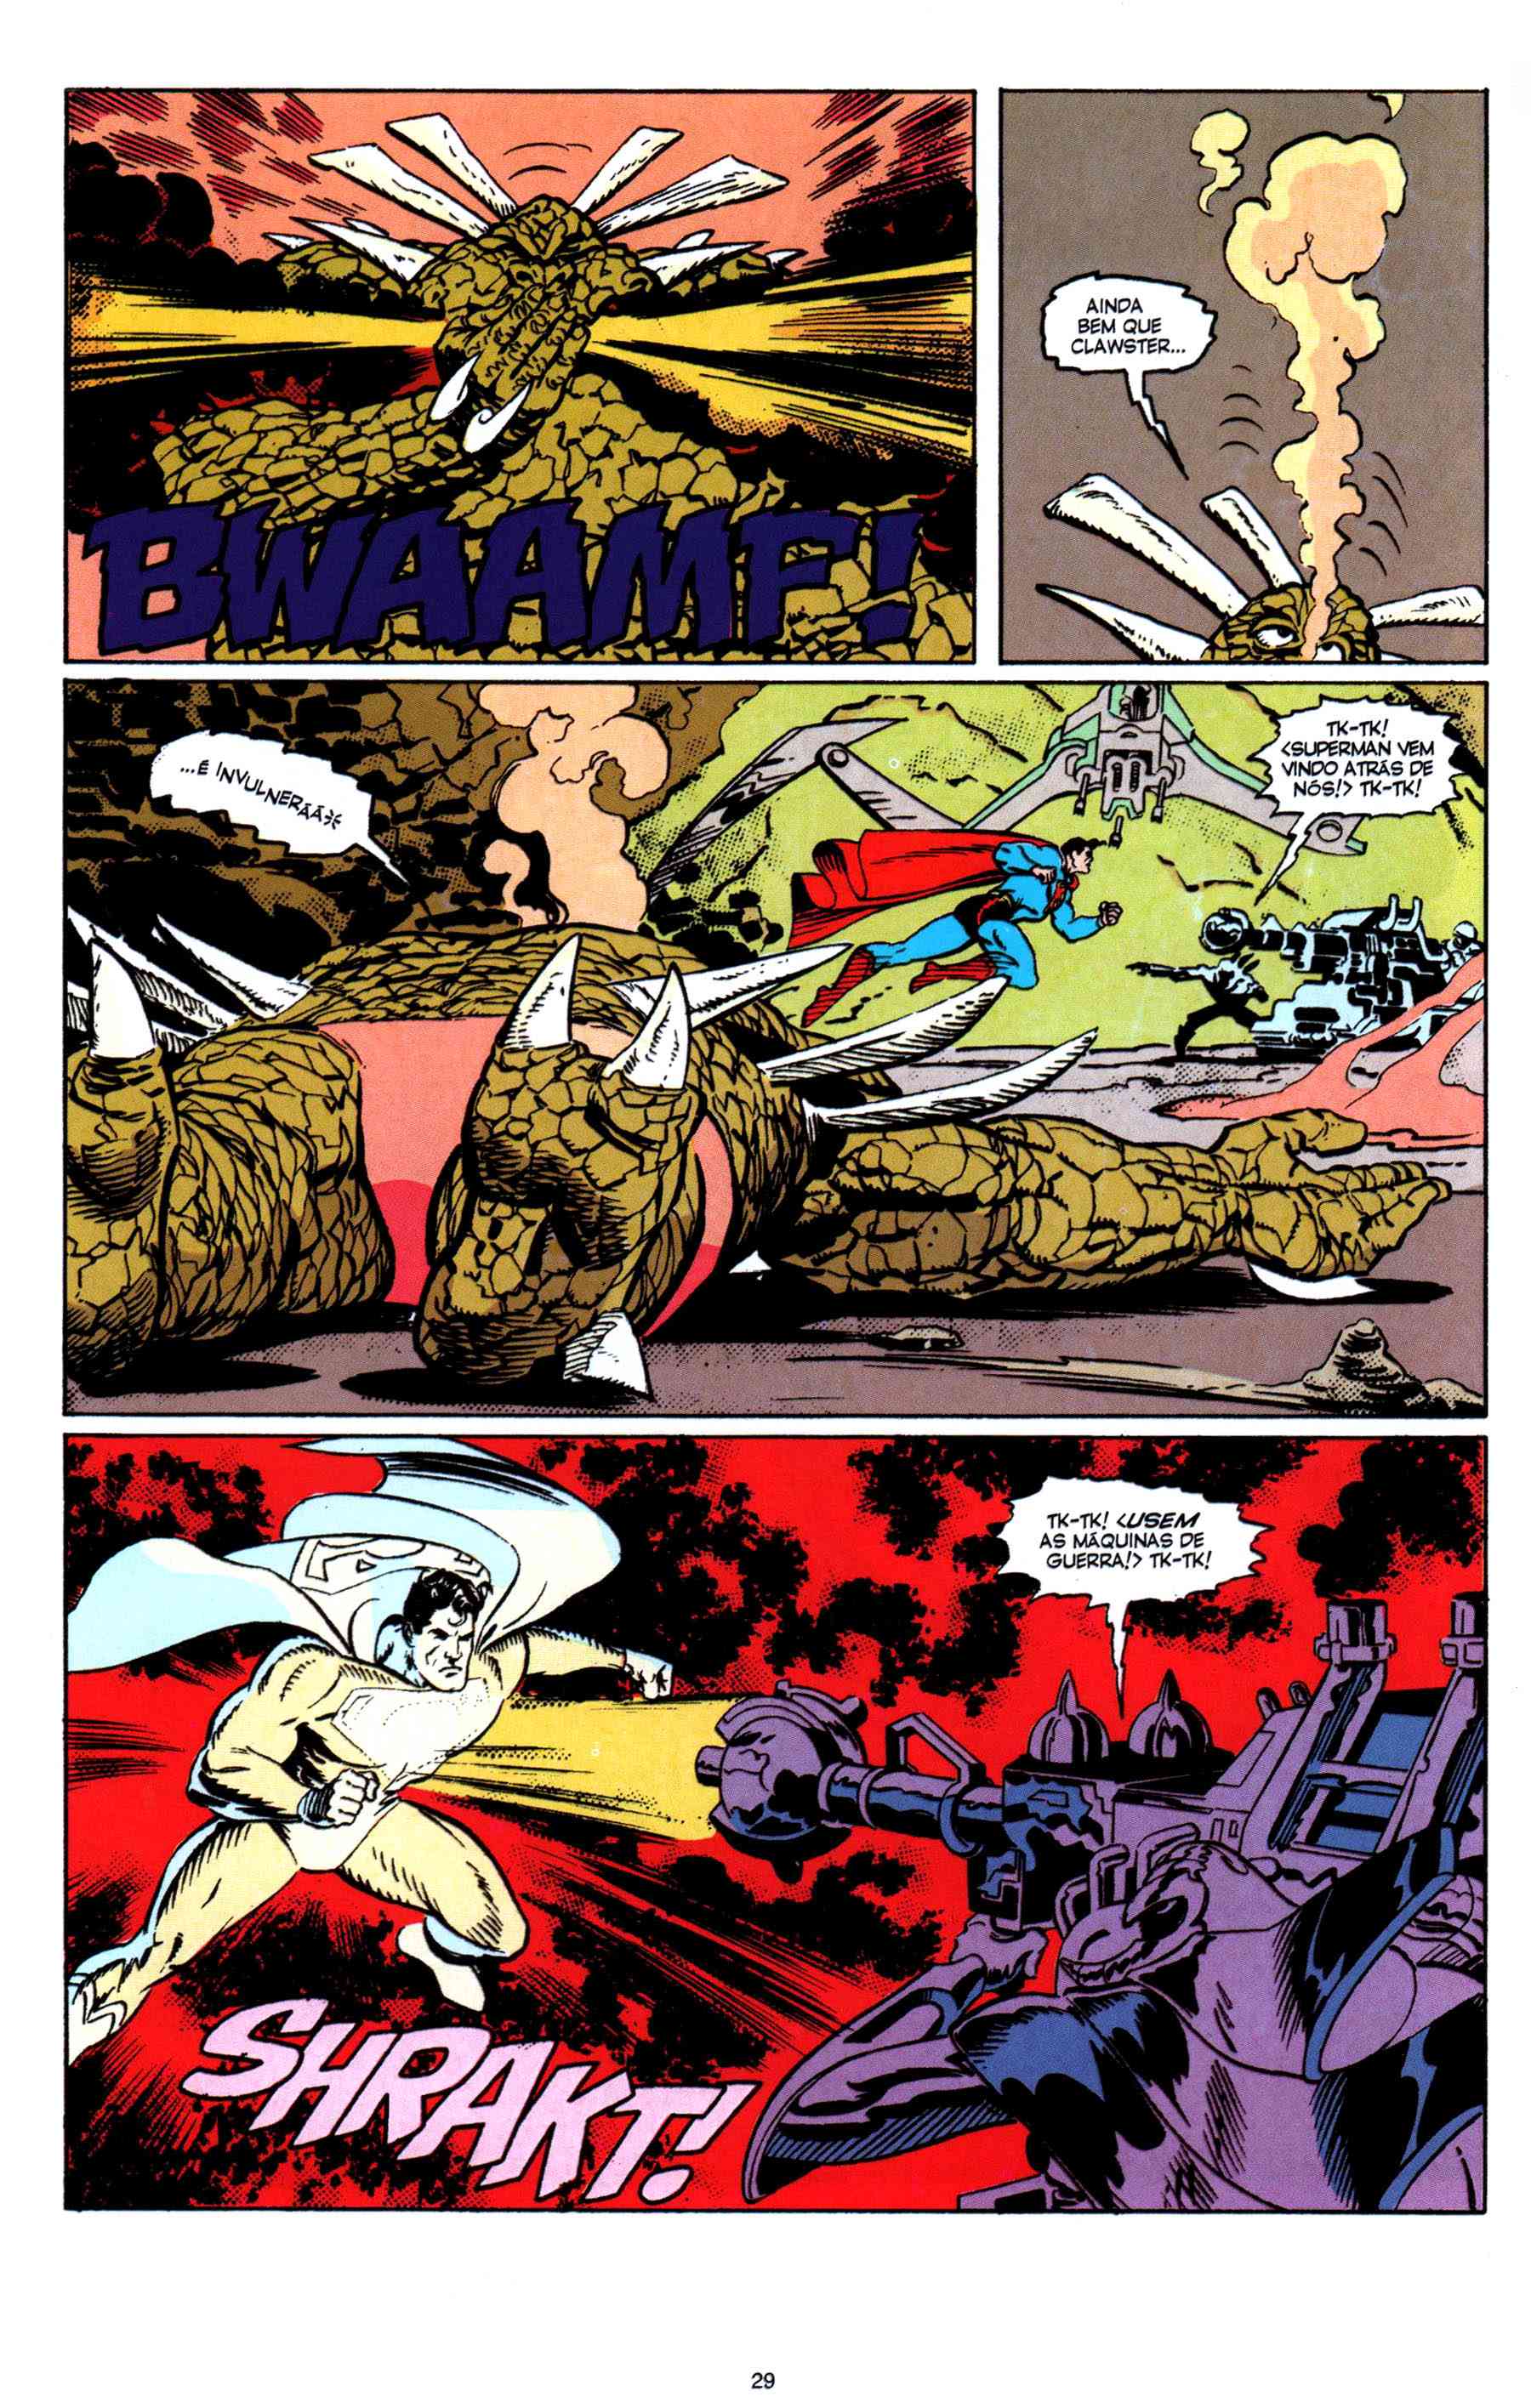 BWAAMF!
AINDA
BEM QUE
CLAWSTER...
...É INVULNERÁÁ
TK-TK!
<SUPERMAN VEM
VINDO ATRÁS DE
NÓS!> TK-TK!
TK-TK! <USEM
AS MÁQUINAS DE
GUERRA!> TK-TK!
SHRAKT!
29